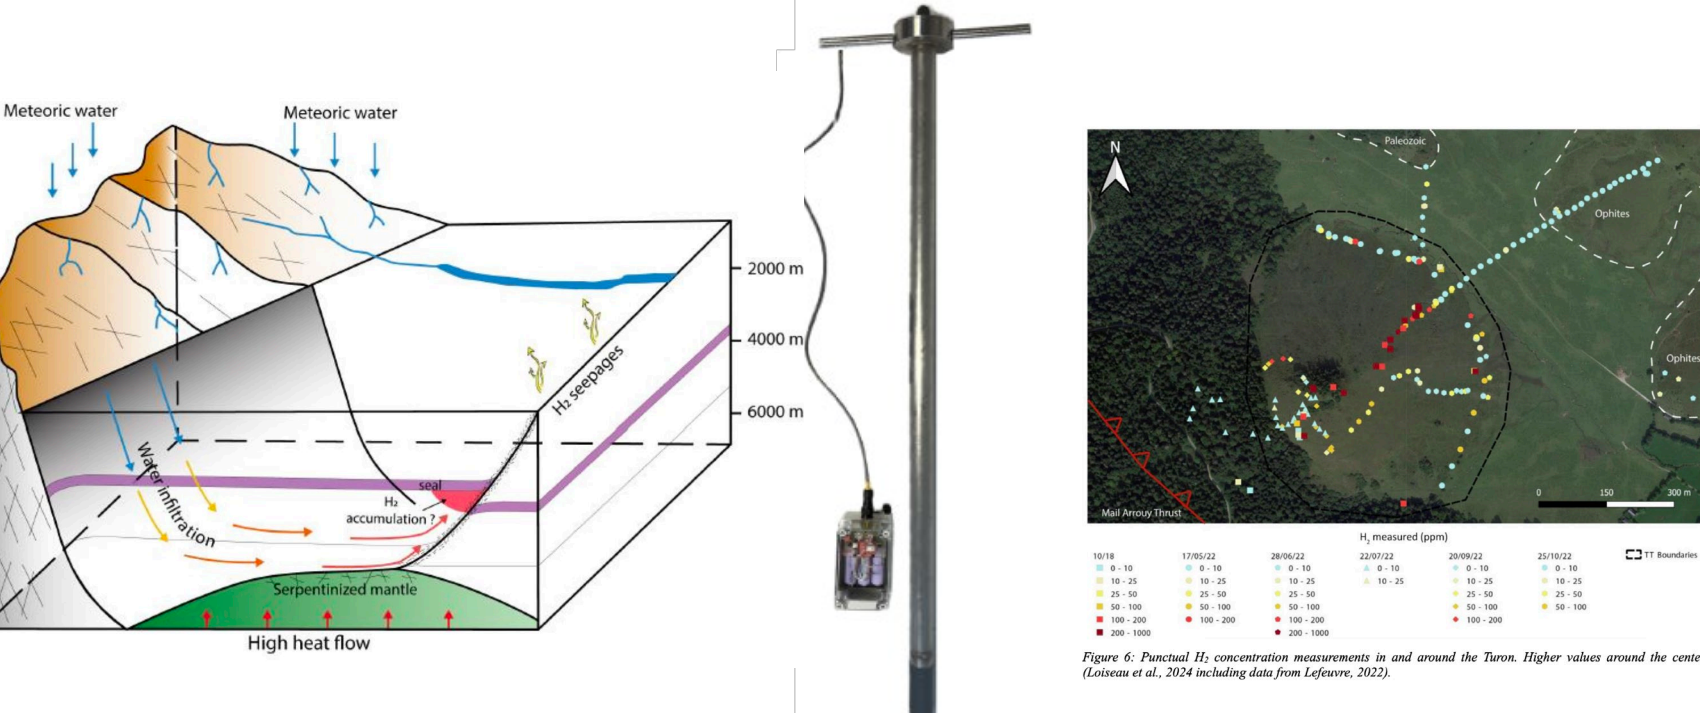 Meteoric water
Meteoric water
2000 m
4000 m
6000 m
H₂ seepages
Water infiltration
seal
H₂
accumulation ?
Serpentinized mantle
High heat flow
N
Paleozoic
Ophites
Ophites
Mail Arrouy Thrust
0 150 300 m
H₂ measured (ppm)
10/18 17/05/22 28/06/22 22/07/22 20/09/22 25/10/22 TT Boundaries
0 - 10 0 - 10 0 - 10 0 - 10 0 - 10 0 - 10
10 - 25 10 - 25 10 - 25 10 - 25 10 - 25 10 - 25
25 - 50 25 - 50 25 - 50 25 - 50 25 - 50
50 - 100 50 - 100 50 - 100 50 - 100 50 - 100
100 - 200 100 - 200 100 - 200 100 - 200
200 - 1000 200 - 1000
Figure 6: Punctual H₂ concentration measurements in and around the Turon. Higher values around the cente
(Loiseau et al., 2024 including data from Lefeuvre, 2022).